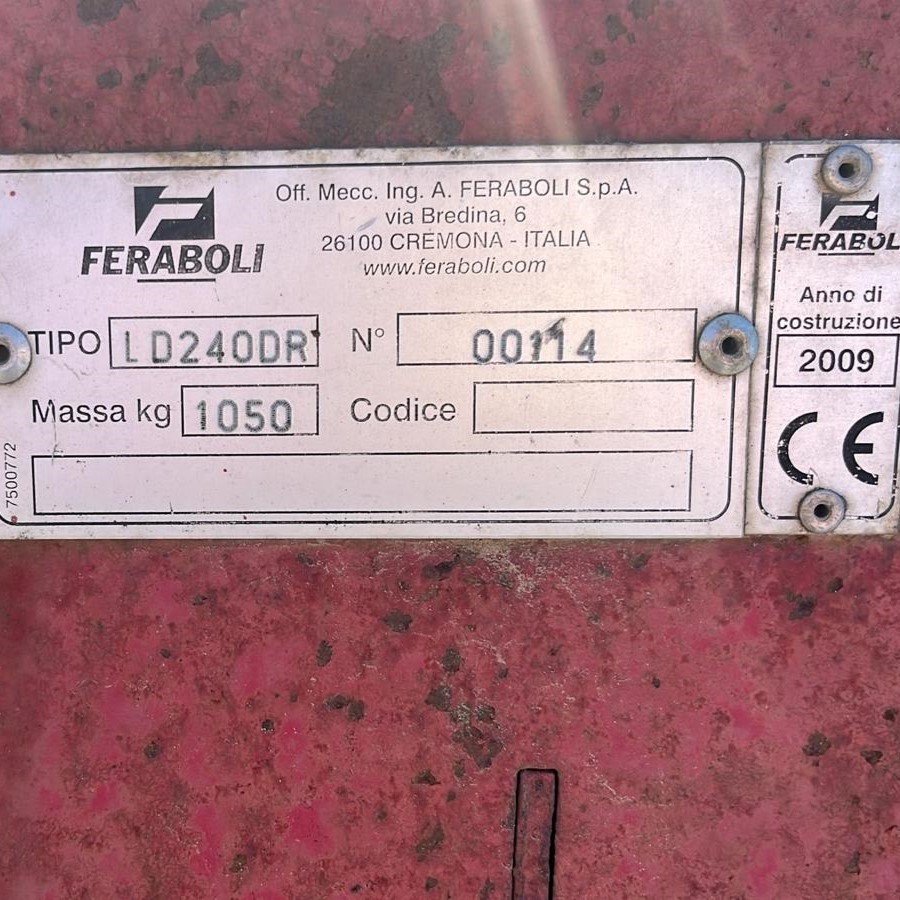 FERABOLI
Off. Mecc. Ing. A. FERABOLI S.p.A.
via Bredina, 6
26100 CREMONA - ITALIA
www.feraboli.com
TIPO LD240DR N° 00114
Massa kg 1050 Codice
7500772
FERABOL
Anno di
costruzione
2009
CE